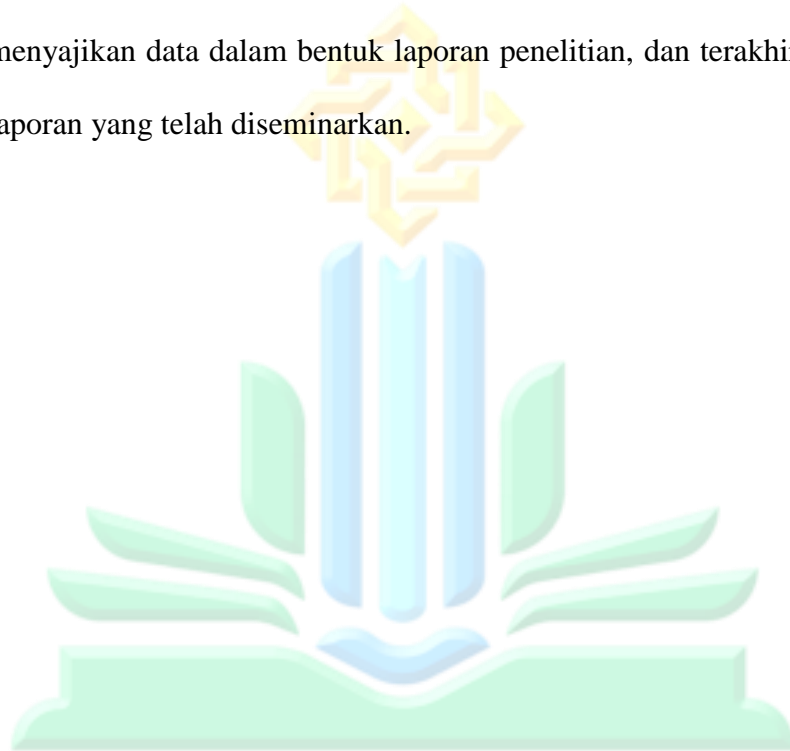 menyajikan data dalam bentuk laporan penelitian, dan terakhir
laporan yang telah diseminarkan.